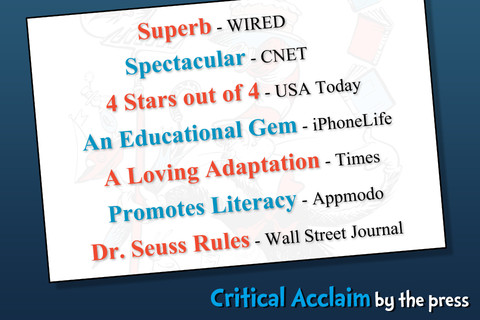 Superb - WIRED
Spectacular - CNET
4 Stars out of 4 - USA Today
An Educational Gem - iPhoneLife
A Loving Adaptation - Times
Promotes Literacy - Appmodo
Dr. Seuss Rules - Wall Street Journal
Critical Acclaim by the press